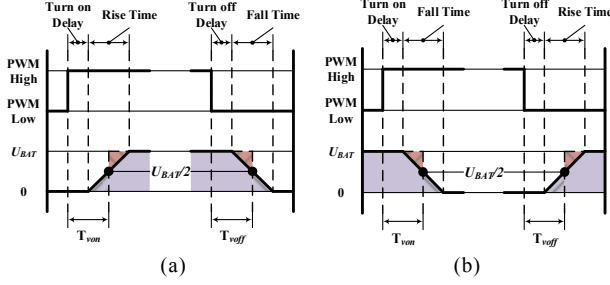 Turn on
Delay
Rise Time
Turn off
Delay
Fall Time
PWM
High
PWM
Low
U_BAT
0
U_BAT/2
T_von
T_voff
(a)
Turn on
Delay
Fall Time
Turn off
Delay
Rise Time
PWM
High
PWM
Low
U_BAT
0
U_BAT/2
T_von
T_voff
(b)